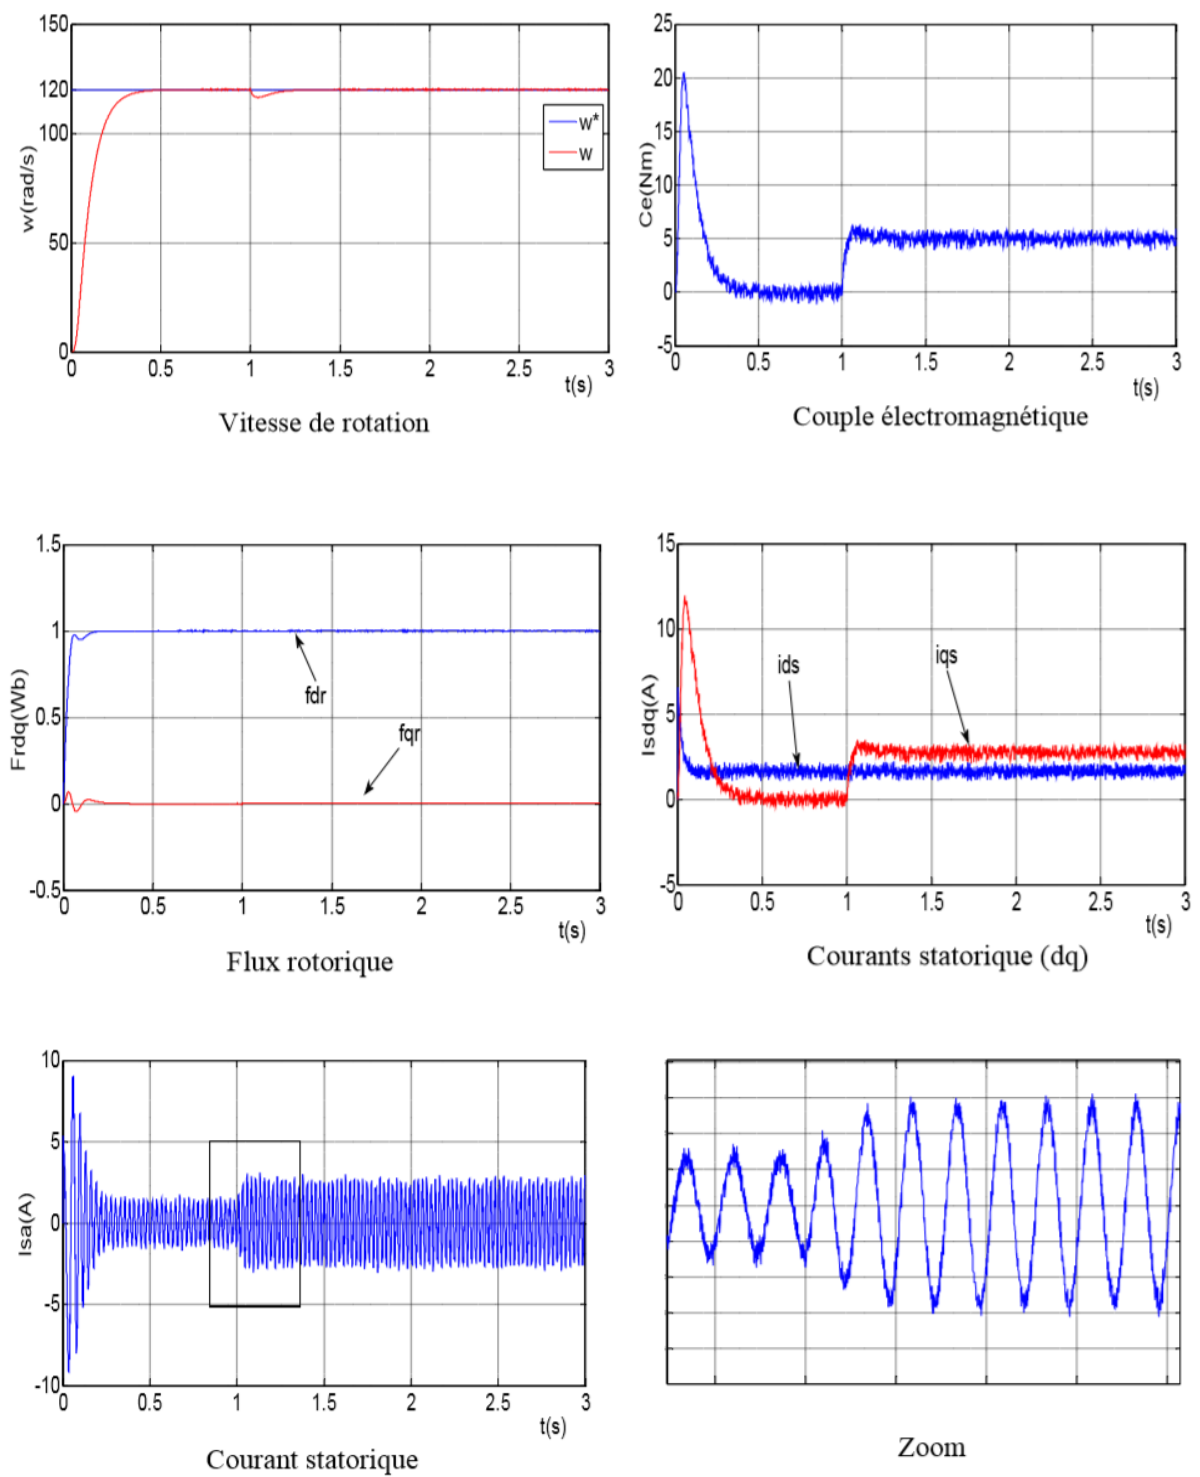 150
120
100
50
0
w(rad/s)
w*
w
0 0.5 1 1.5 2 2.5 3
t(s)
Vitesse de rotation
25
20
15
10
5
0
-5
Ce(Nm)
0 0.5 1 1.5 2 2.5 3
t(s)
Couple électromagnétique
1.5
1
0.5
0
-0.5
Frdq(Wb)
fdr
fqr
0 0.5 1 1.5 2 2.5 3
t(s)
Flux rotorique
15
10
5
0
-5
Isdq(A)
ids
iqs
0 0.5 1 1.5 2 2.5 3
t(s)
Courants statorique (dq)
10
5
0
-5
-10
Isa(A)
0 0.5 1 1.5 2 2.5 3
t(s)
Courant statorique
Zoom